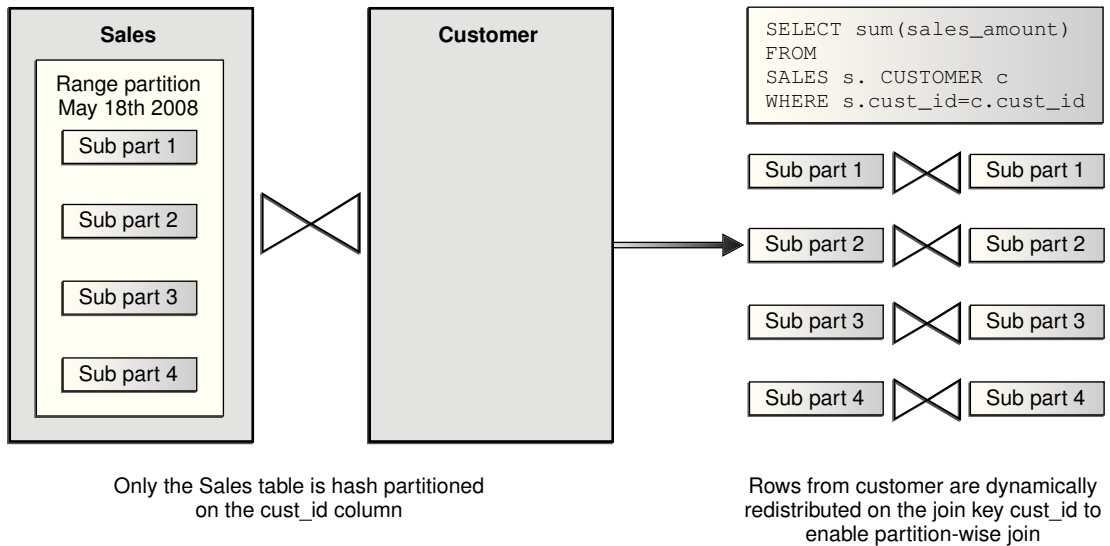 Sales
Range partition
May 18th 2008
Sub part 1
Sub part 2
Sub part 3
Sub part 4
Customer
SELECT sum(sales_amount)
FROM
SALES s. CUSTOMER c
WHERE s.cust_id=c.cust_id
Sub part 1 Sub part 1
Sub part 2 Sub part 2
Sub part 3 Sub part 3
Sub part 4 Sub part 4
Only the Sales table is hash partitioned
on the cust_id column
Rows from customer are dynamically
redistributed on the join key cust_id to
enable partition-wise join